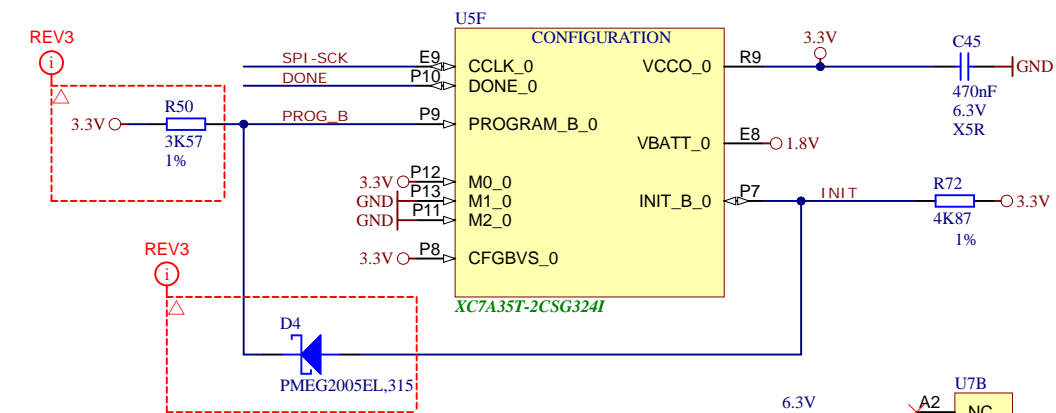 U5F
CONFIGURATION
REV3
i
R50
3.3V
3K57
1%
SPI-SCK
DONE
PROG_B
E9
P10
P9
CCLK_0
DONE_0
PROGRAM_B_0
3.3V
P12
M0_0
GND
P13
M1_0
GND
P11
M2_0
3.3V
P8
CFGBVS_0
VCCO_0
R9
3.3V
C45
GND
470nF
6.3V
X5R
VBATT_0
E8
1.8V
INIT_B_0
P7
INIT
R72
3.3V
4K87
1%
XC7A35T-2CSG324I
REV3
i
D4
PMEG2005EL,315
6.3V
U7B
A2
NC